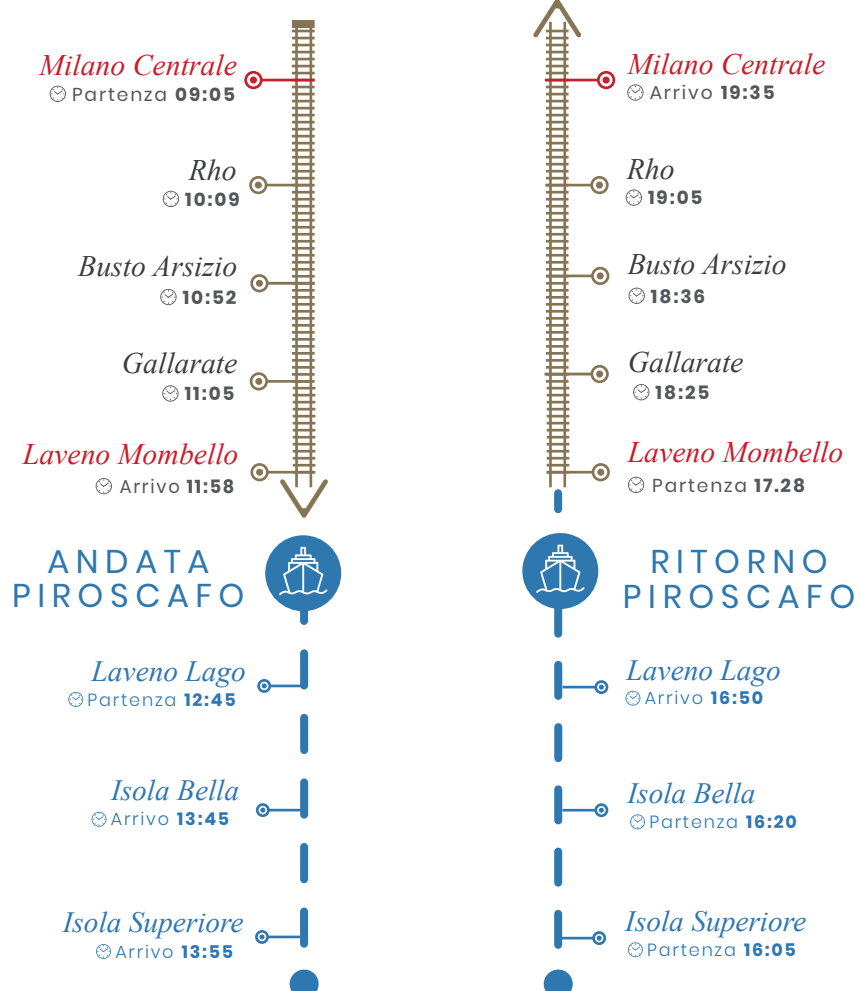 Milano Centrale
Partenza 09:05
Rho
10:09
Busto Arsizio
10:52
Gallarate
11:05
Laveno Mombello
Arrivo 11:58
ANDATA
PIROSCAFO
Laveno Lago
Partenza 12:45
Isola Bella
Arrivo 13:45
Isola Superiore
Arrivo 13:55
Milano Centrale
Arrivo 19:35
Rho
19:05
Busto Arsizio
18:36
Gallarate
18:25
Laveno Mombello
Partenza 17.28
RITORNO
PIROSCAFO
Laveno Lago
Arrivo 16:50
Isola Bella
Partenza 16:20
Isola Superiore
Partenza 16:05